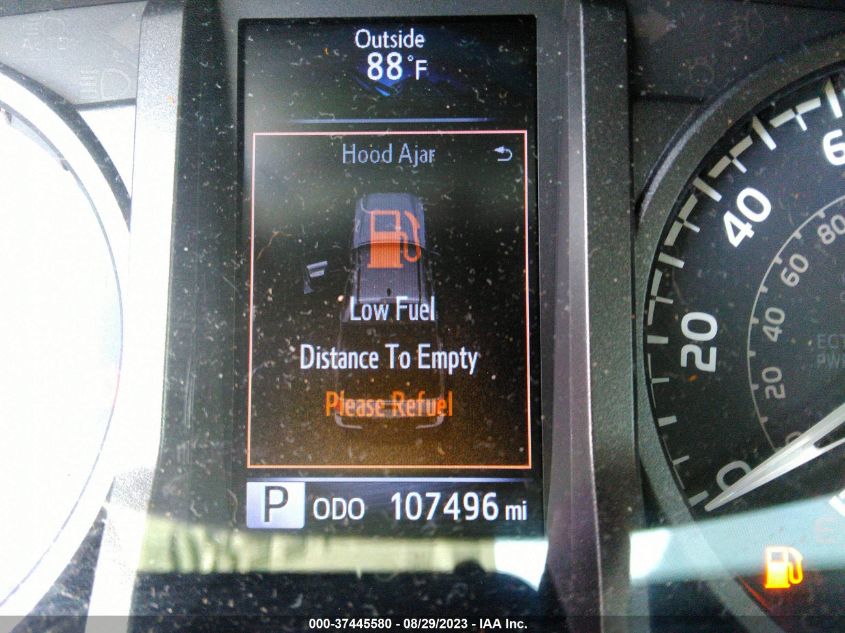 Outside
88°F
Hood Ajar
Low Fuel
Distance To Empty
Please Refuel
P ODO 107496 mi
0
20
40
20
40
60
80
E
000-37445580 / 08/29/2023 - IAA Inc.